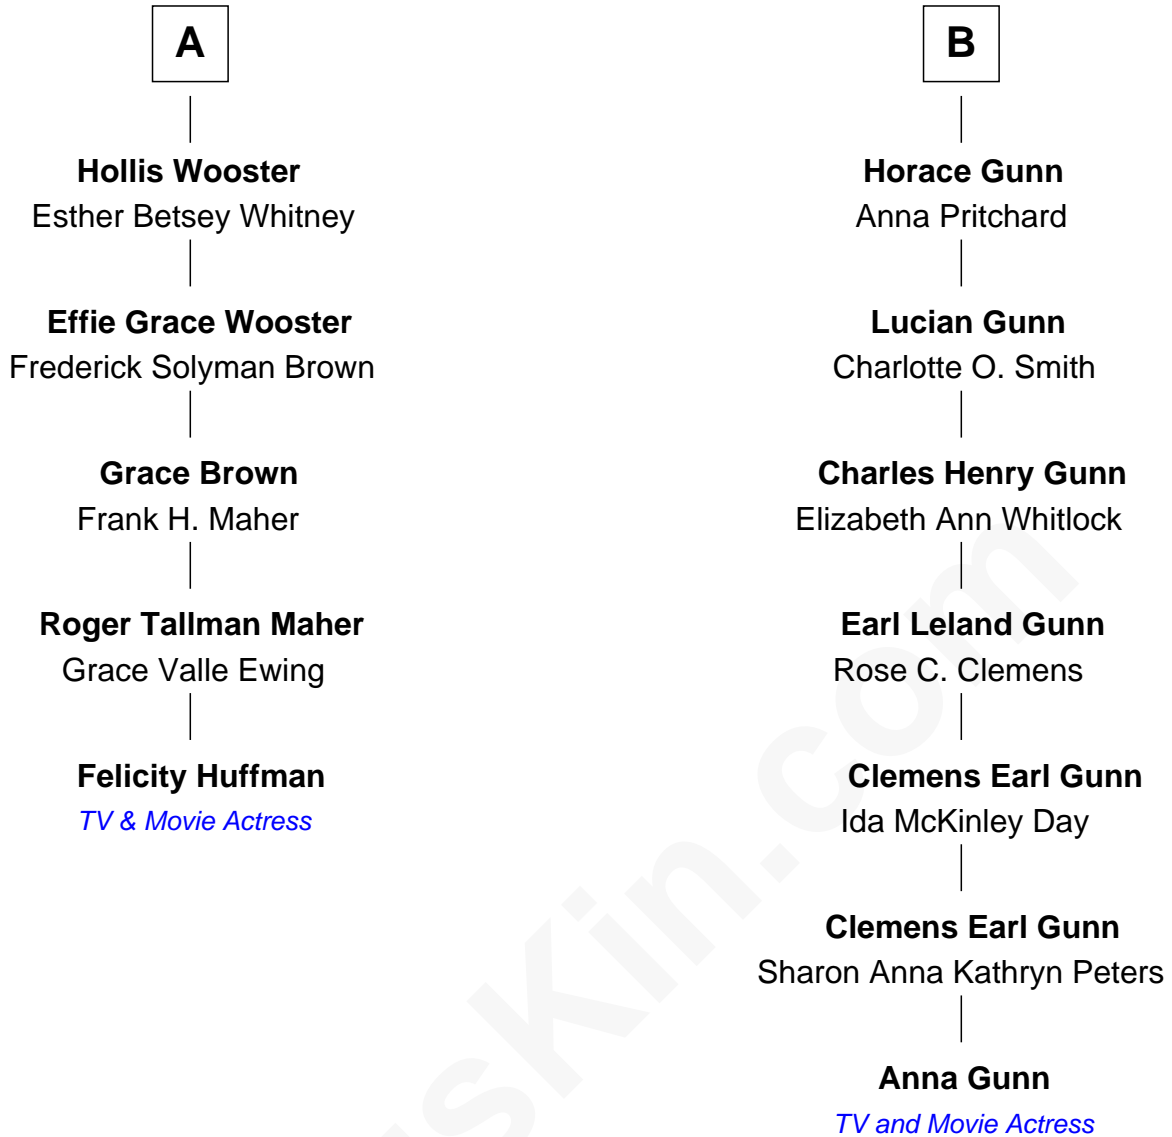 A
Hollis Wooster
Esther Betsey Whitney
Effie Grace Wooster
Frederick Solyman Brown
Grace Brown
Frank H. Maher
Roger Tallman Maher
Grace Valle Ewing
Felicity Huffman
TV & Movie Actress
B
Horace Gunn
Anna Pritchard
Lucian Gunn
Charlotte O. Smith
Charles Henry Gunn
Elizabeth Ann Whitlock
Earl Leland Gunn
Rose C. Clemens
Clemens Earl Gunn
Ida McKinley Day
Clemens Earl Gunn
Sharon Anna Kathryn Peters
Anna Gunn
TV and Movie Actress
sKin.com